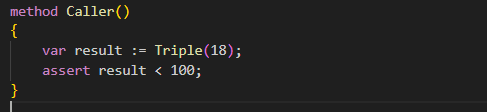 method Caller()
{
    var result := Triple(18);
    assert result < 100;
}